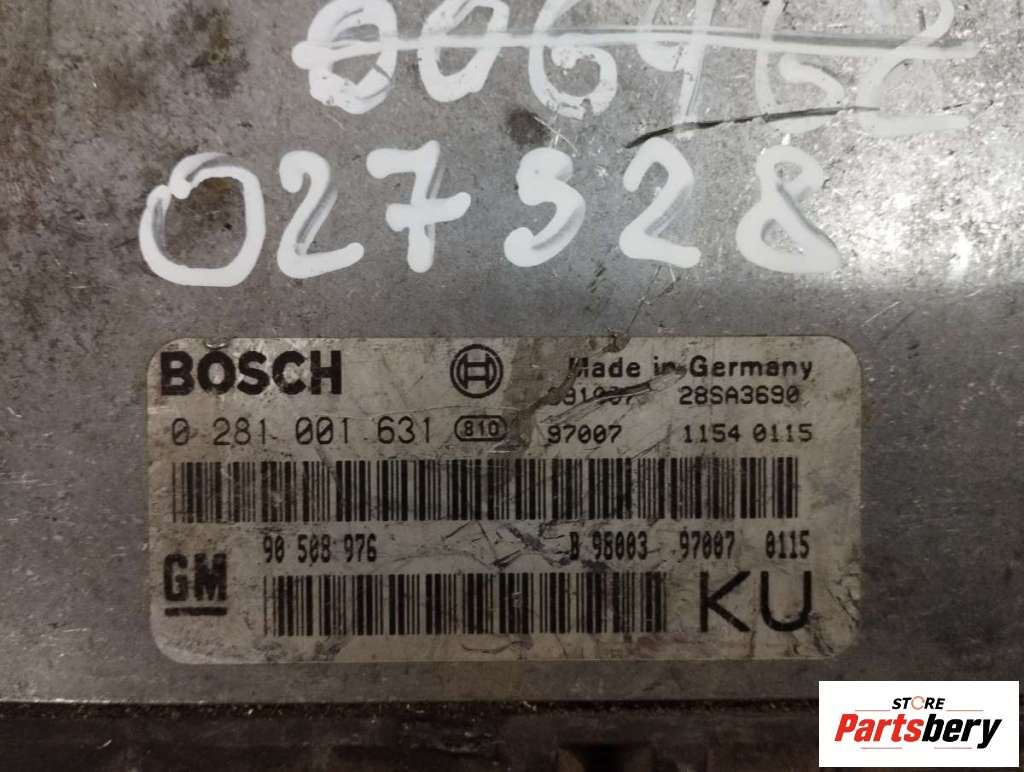 006462
027328
BOSCH
Made in Germany
28SA3690
0 281 001 631 810 97007 1154 0115
90 508 976 B 98003 97007 0115
GM
KU
STORE
Partsbery